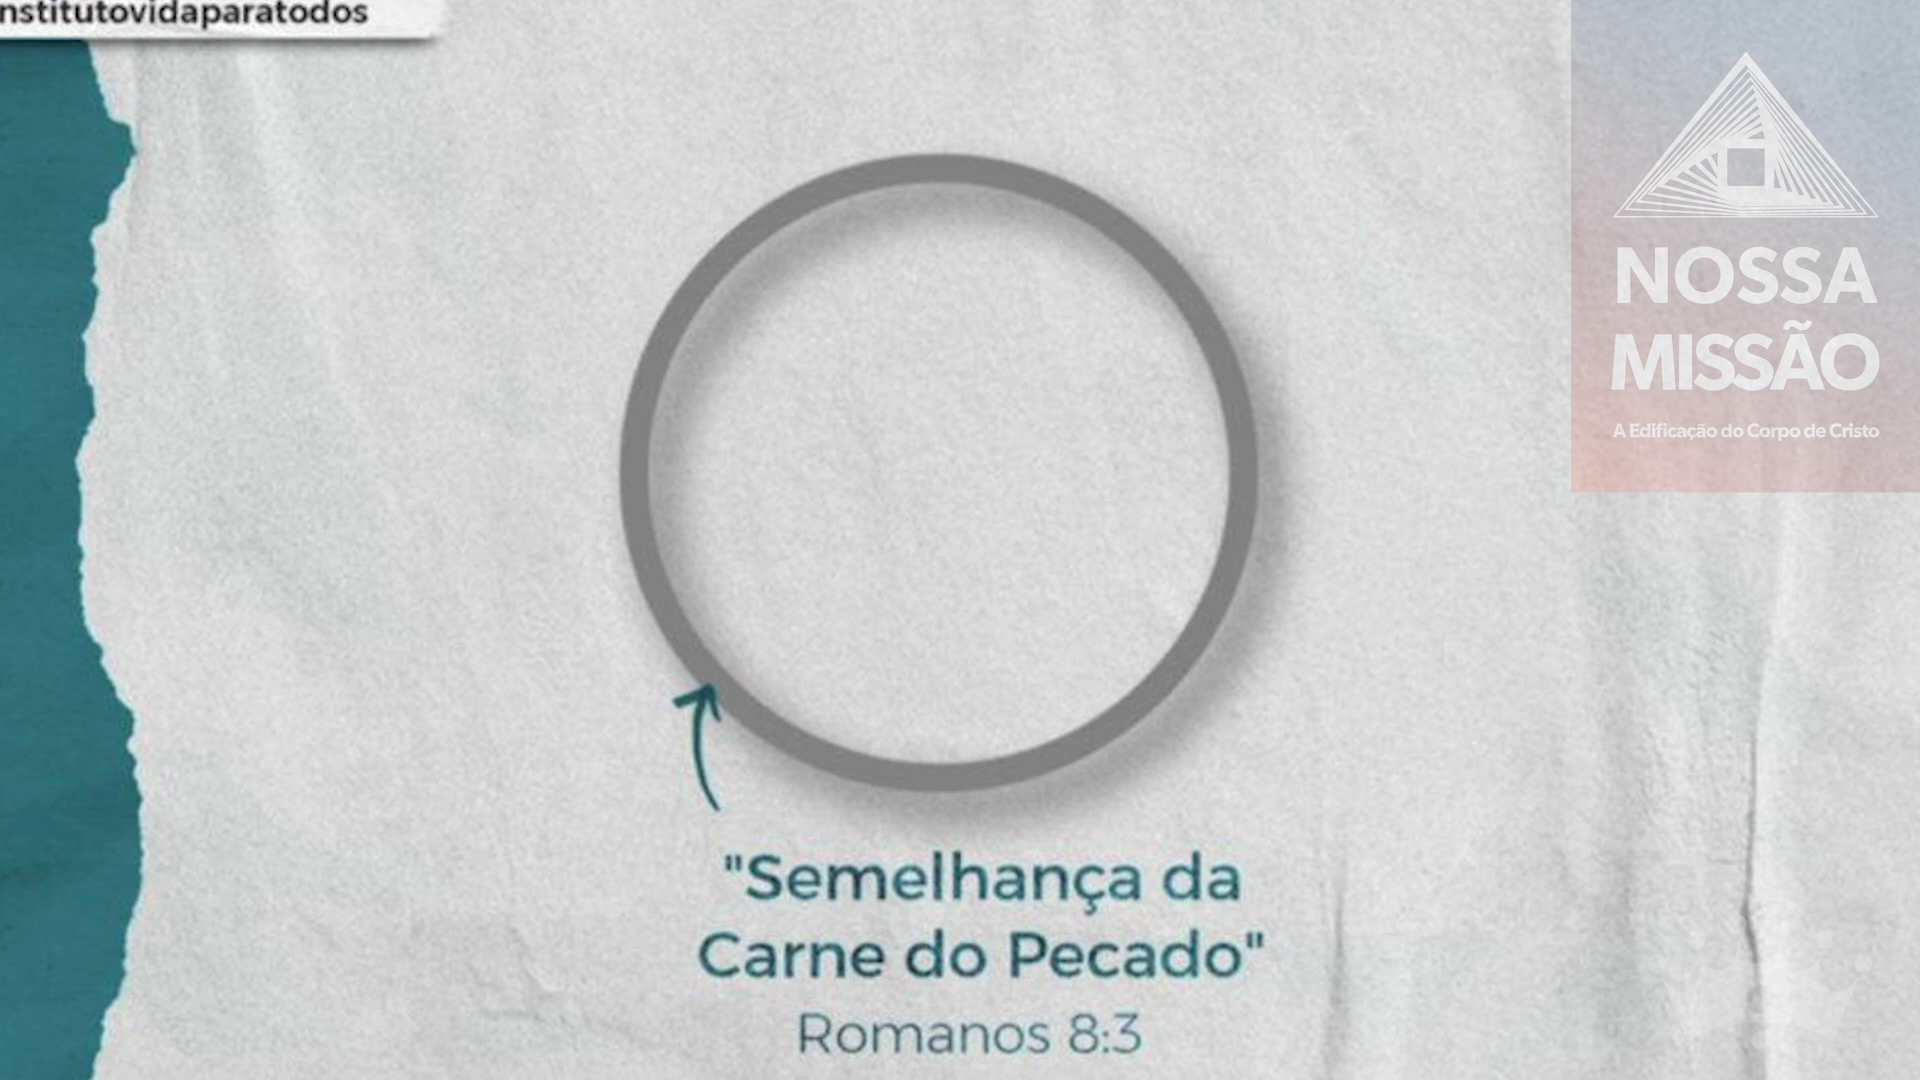 nstitutovidaparatodos
NOSSA
MISSÃO
A Edificação do Corpo de Cristo
"Semelhança da
Carne do Pecado"
Romanos 8:3